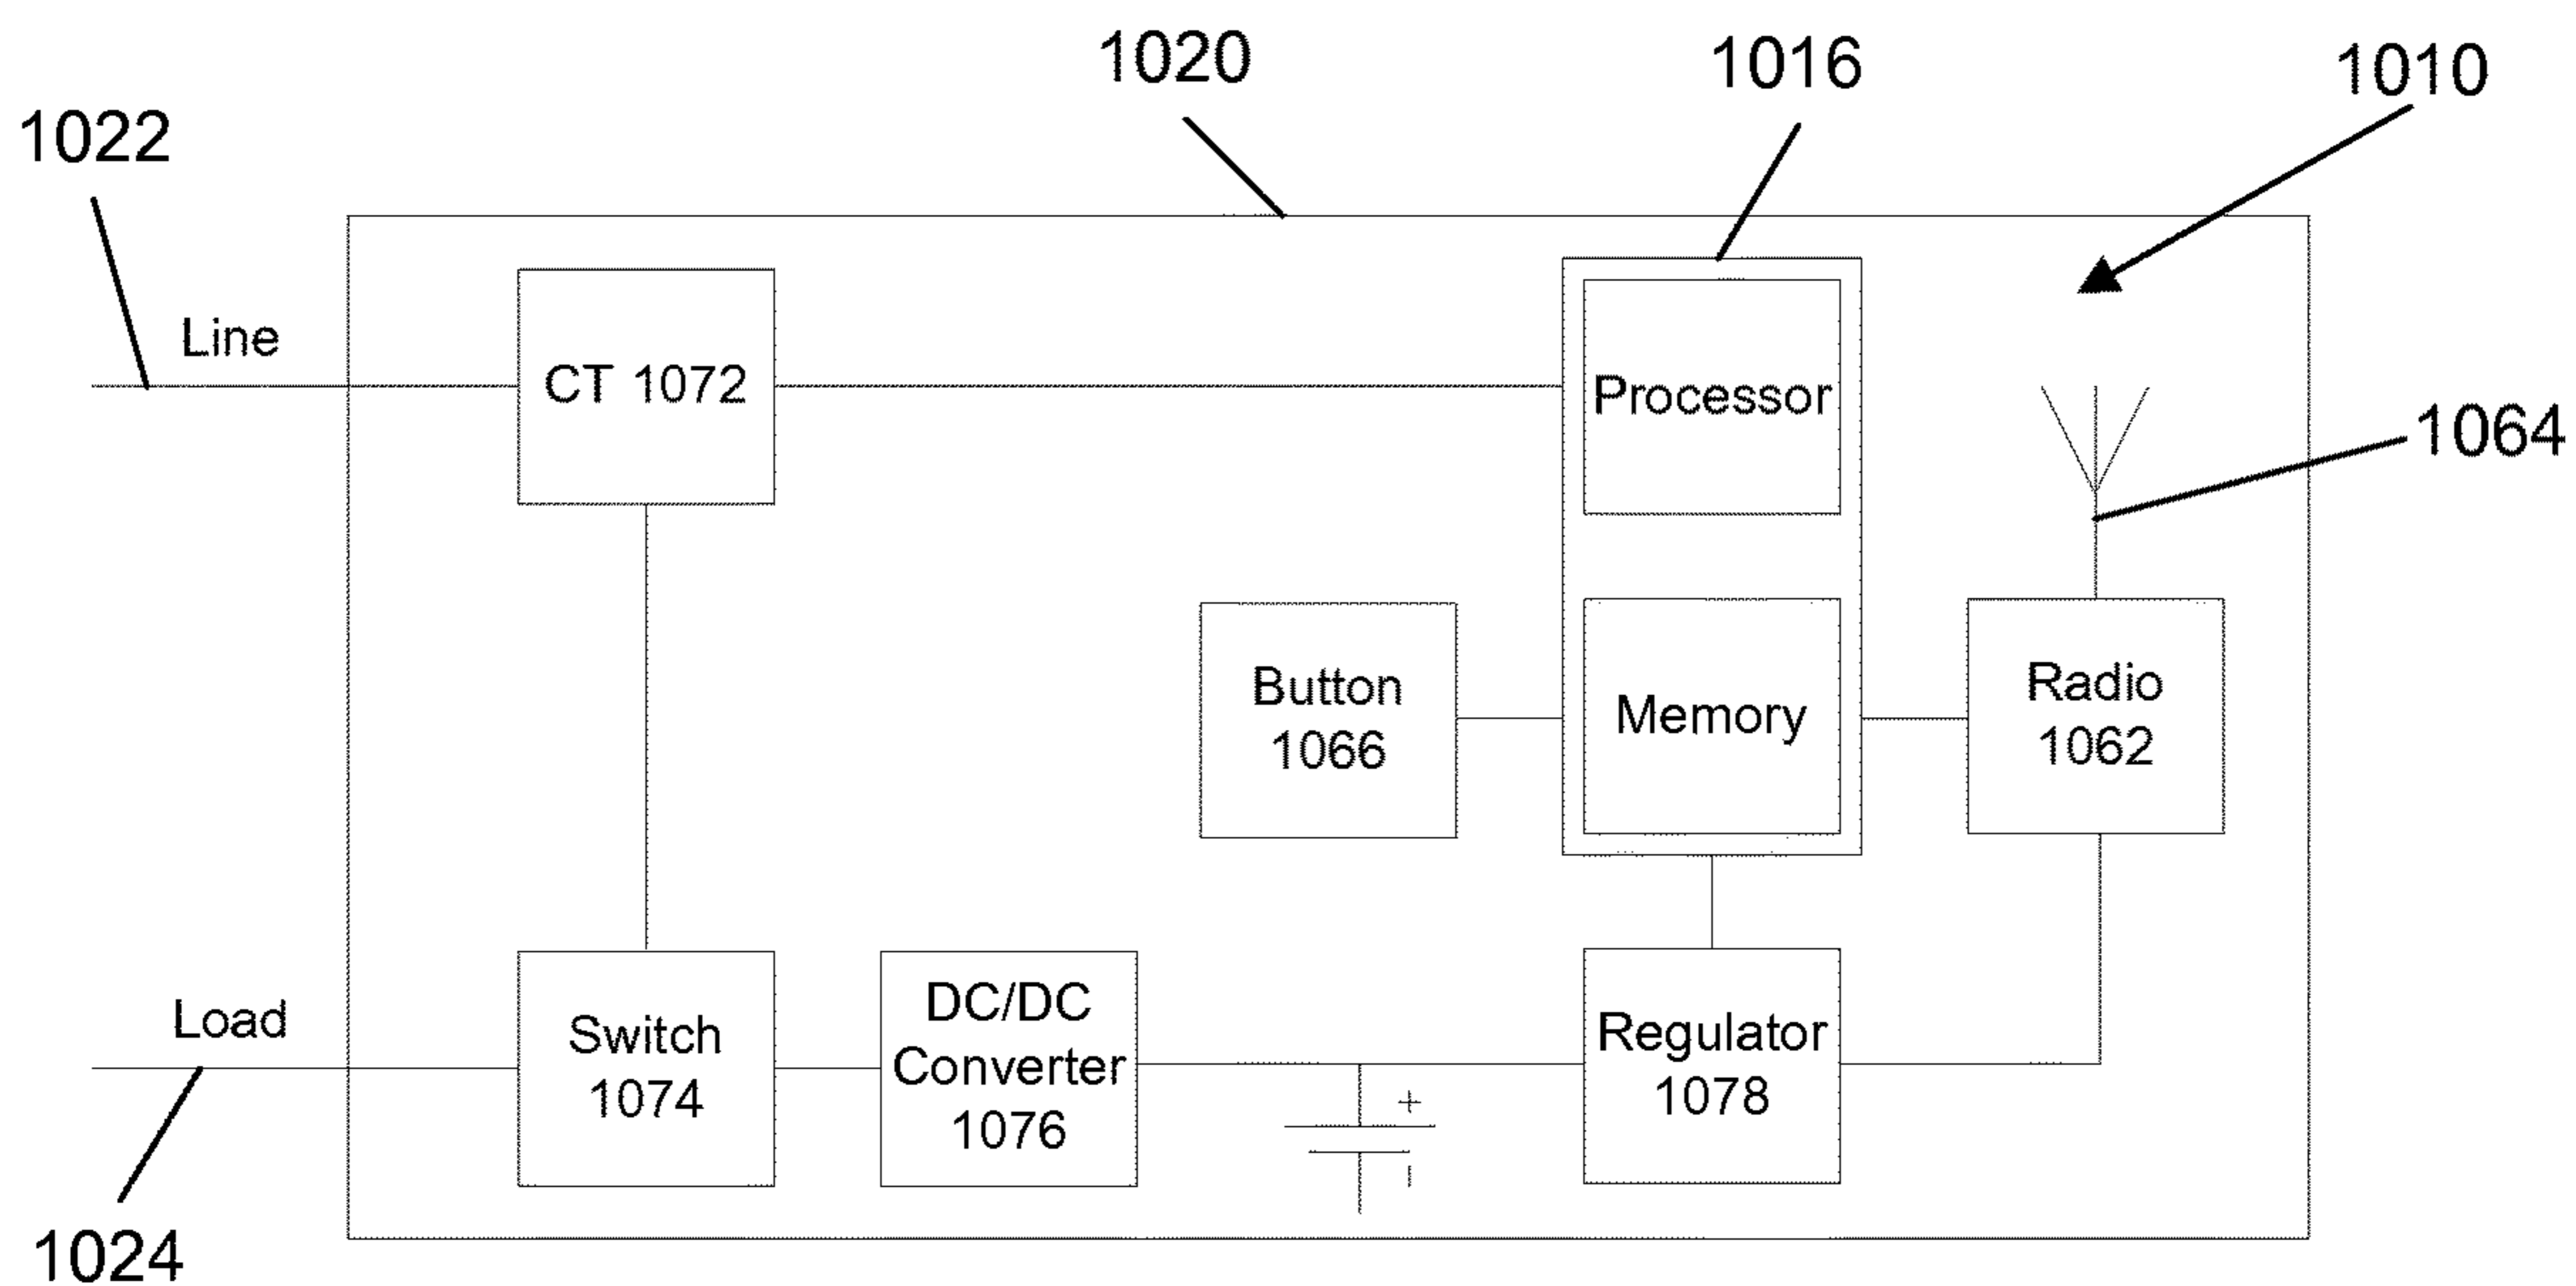 1020
1016
1010
1022
Line
CT 1072
Processor
1064
Button
1066
Memory
Radio
1062
Load
Switch
1074
DC/DC
Converter
1076
+
-
Regulator
1078
1024